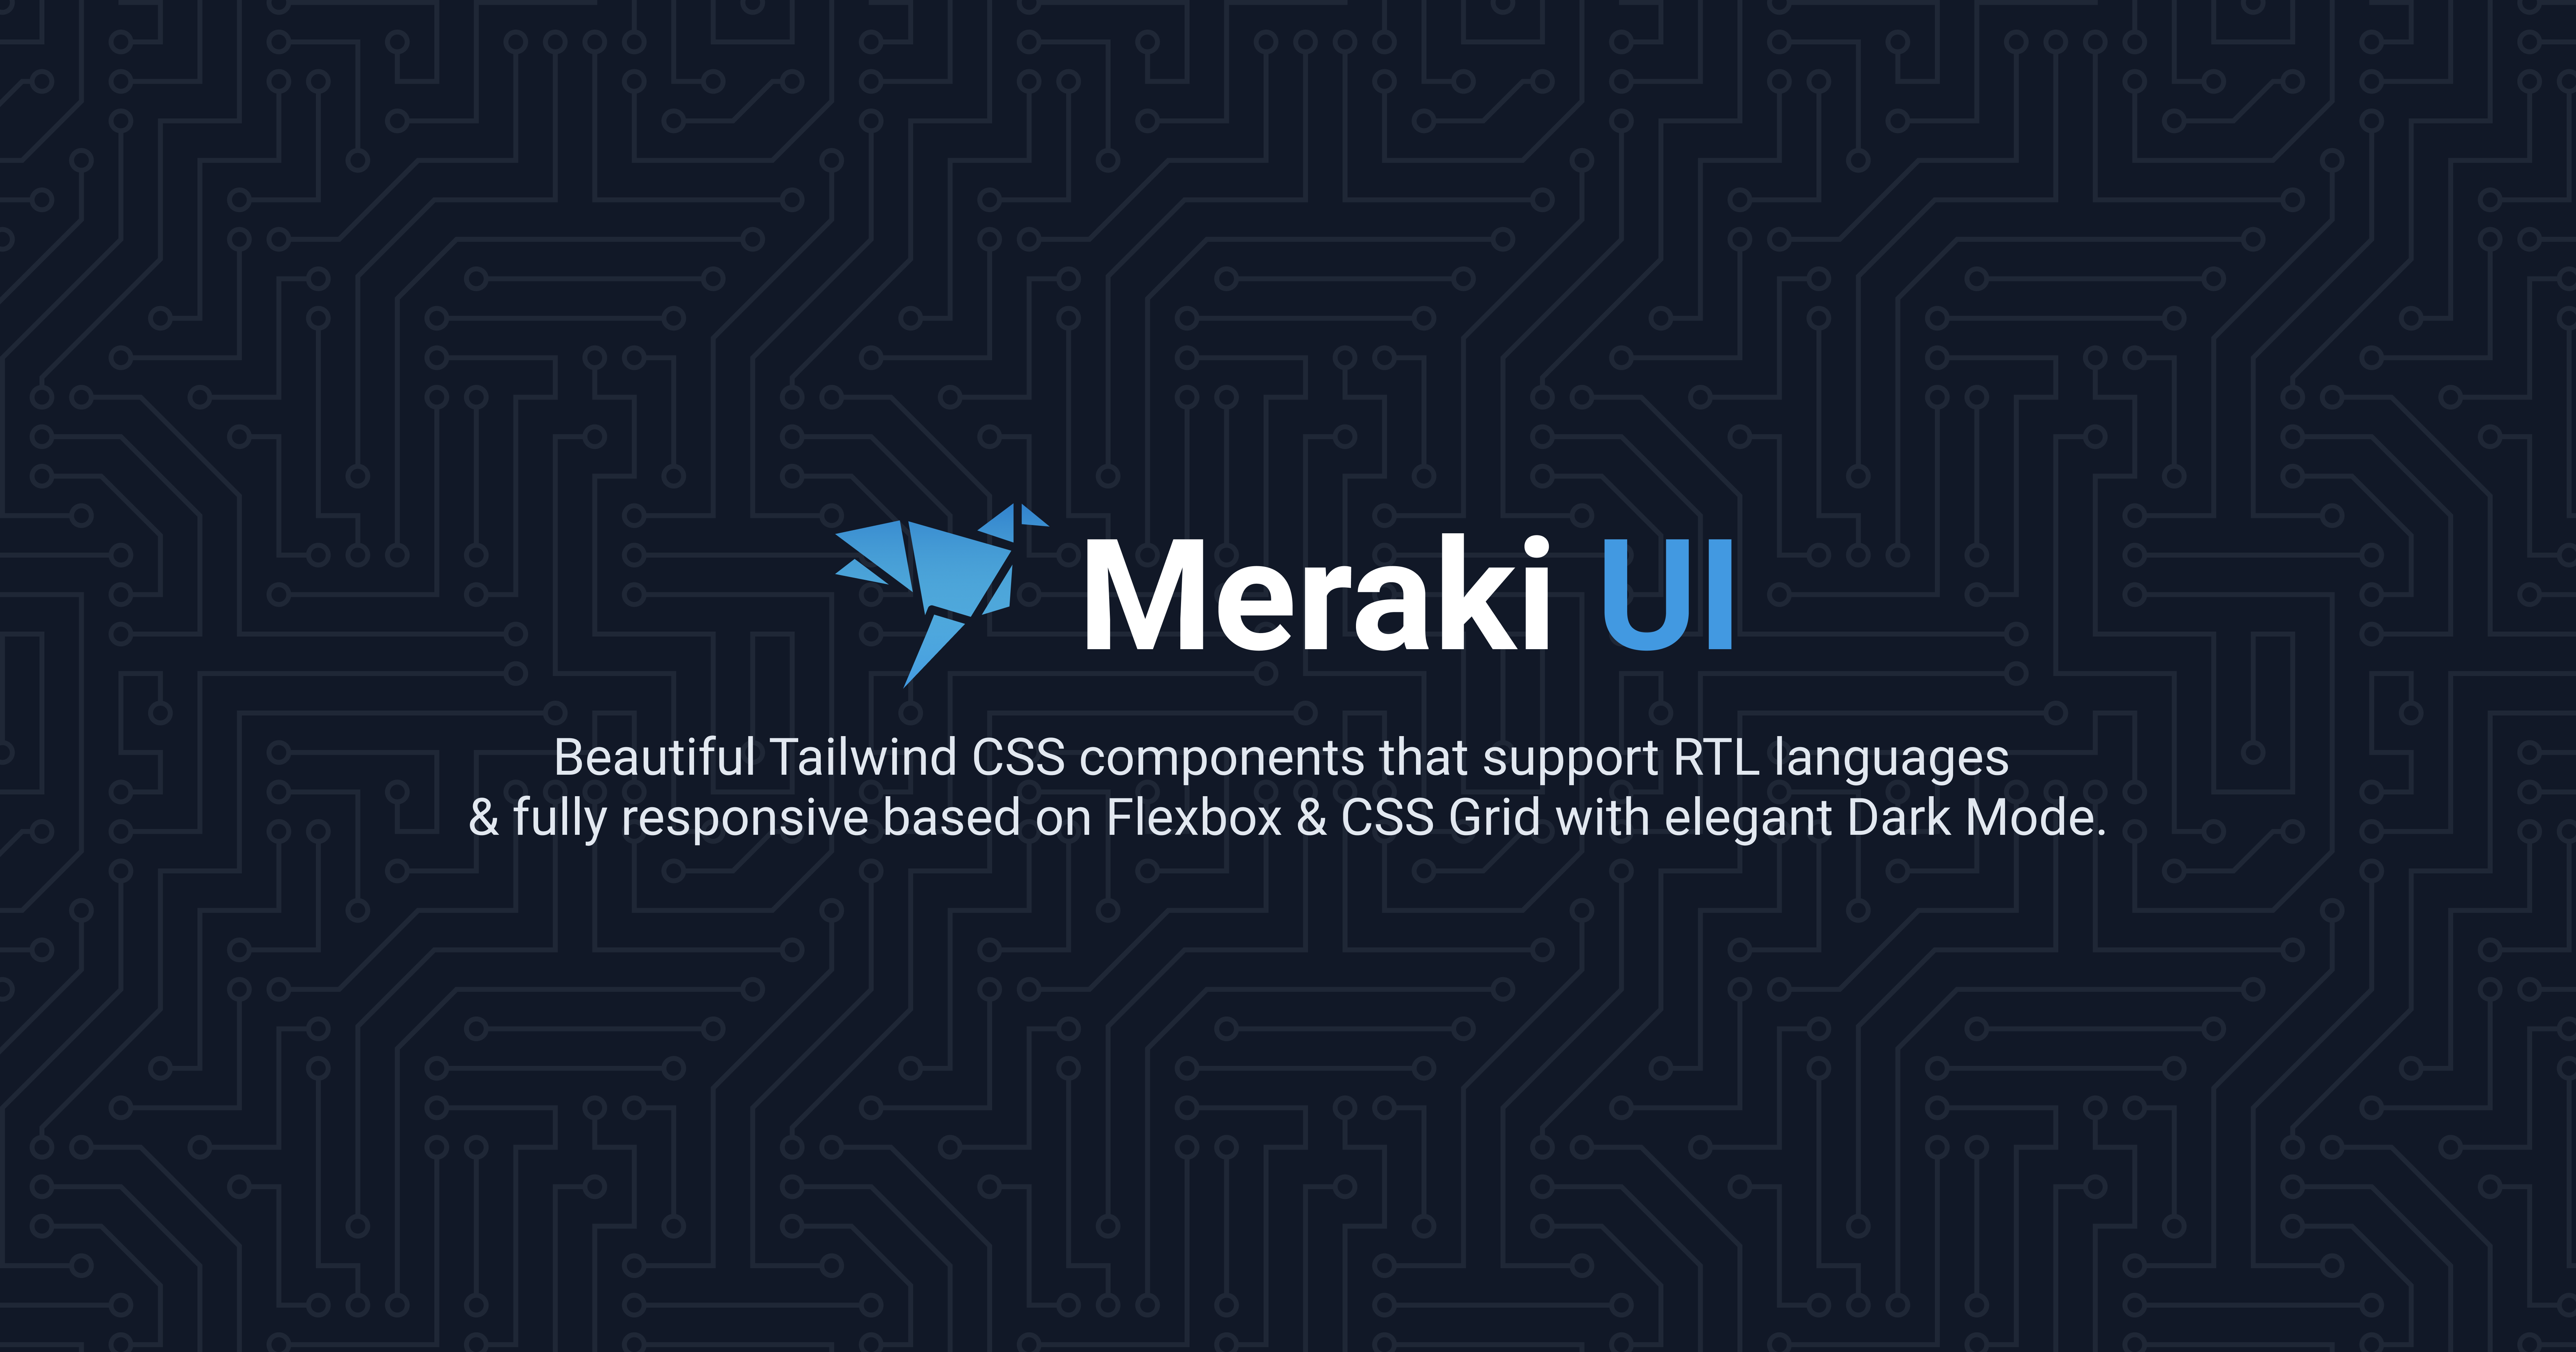 Meraki UI
Beautiful Tailwind CSS components that support RTL languages
& fully responsive based on Flexbox & CSS Grid with elegant Dark Mode.